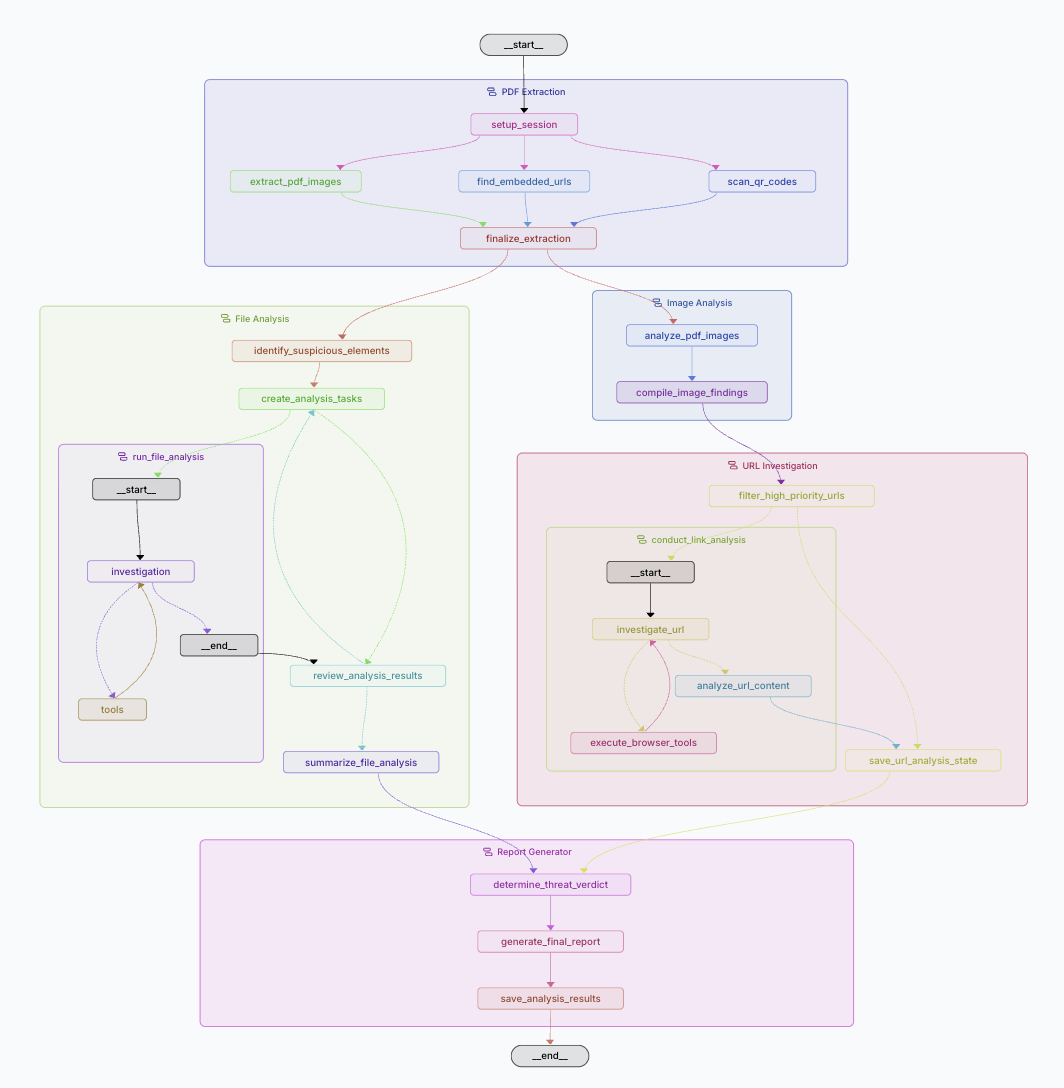 __start__
PDF Extraction
setup_session
extract_pdf_images
find_embedded_urls
scan_qr_codes
finalize_extraction
File Analysis
identify_suspicious_elements
create_analysis_tasks
run_file_analysis
__start__
investigation
__end__
tools
review_analysis_results
summarize_file_analysis
Image Analysis
analyze_pdf_images
compile_image_findings
URL Investigation
filter_high_priority_urls
conduct_link_analysis
__start__
investigate_url
analyze_url_content
execute_browser_tools
save_url_analysis_state
Report Generator
determine_threat_verdict
generate_final_report
save_analysis_results
__end__